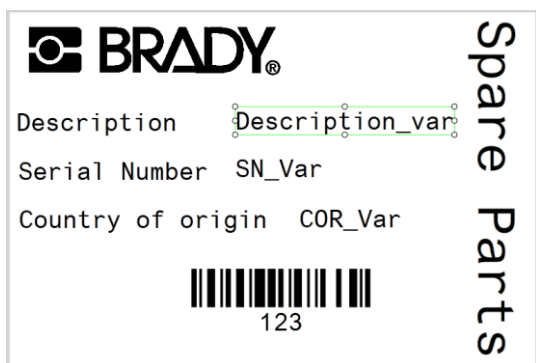 BRADY®
Description Description_var
Serial Number SN_Var
Country of origin COR_Var
123
Spare Parts